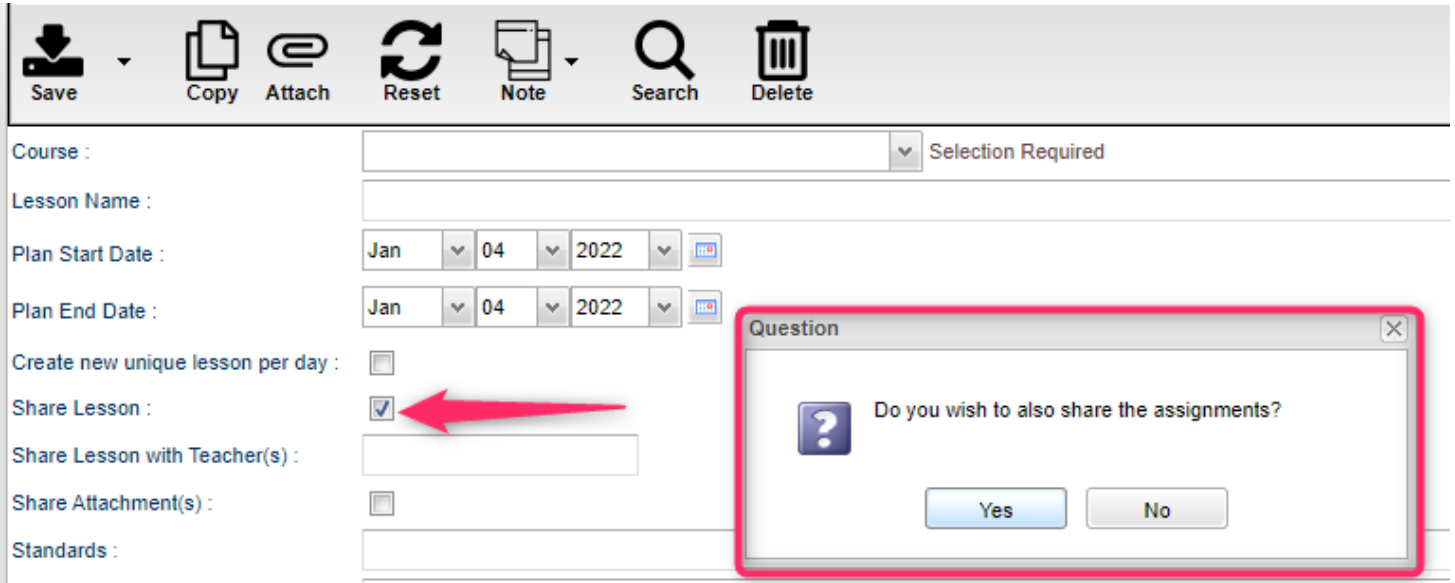 Save Copy Attach Reset Note Search Delete
Course : Selection Required
Lesson Name :
Plan Start Date : Jan 04 2022
Plan End Date : Jan 04 2022
Create new unique lesson per day :
Share Lesson :
Share Lesson with Teacher(s) :
Share Attachment(s) :
Standards :
Question
? Do you wish to also share the assignments?
Yes No